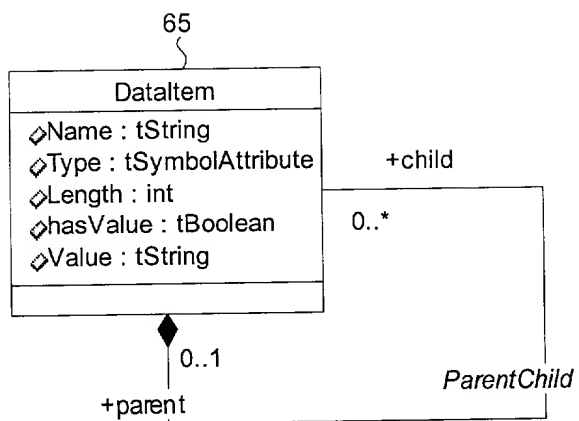 65
DataItem
Name : tString
Type : tSymbolAttribute
Length : int
hasValue : tBoolean
Value : tString
+child
0..*
0..1
ParentChild
+parent